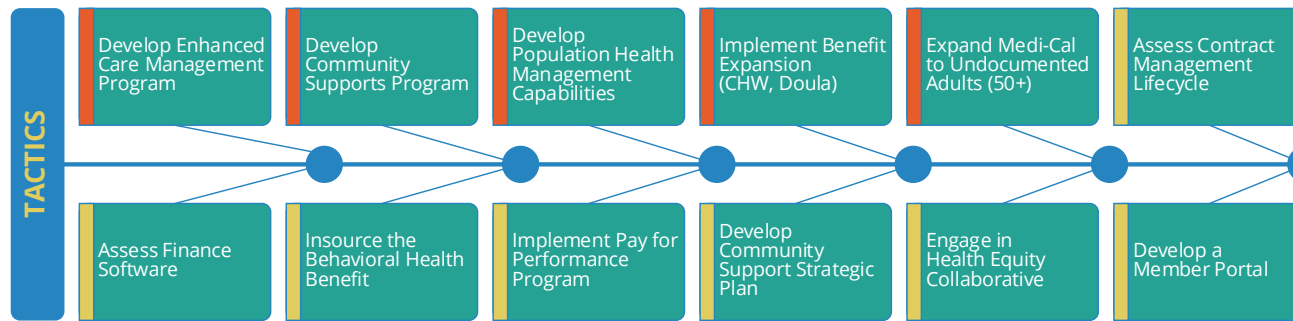 TACTICS
Develop Enhanced
Care Management
Program
Develop
Community
Supports Program
Develop
Population Health
Management
Capabilities
Implement Benefit
Expansion
(CHW, Doula)
Expand Medi-Cal
to Undocumented
Adults (50+)
Assess Contract
Management
Lifecycle
Assess Finance
Software
Insource the
Behavioral Health
Benefit
Implement Pay for
Performance
Program
Develop
Community
Support Strategic
Plan
Engage in
Health Equity
Collaborative
Develop a
Member Portal